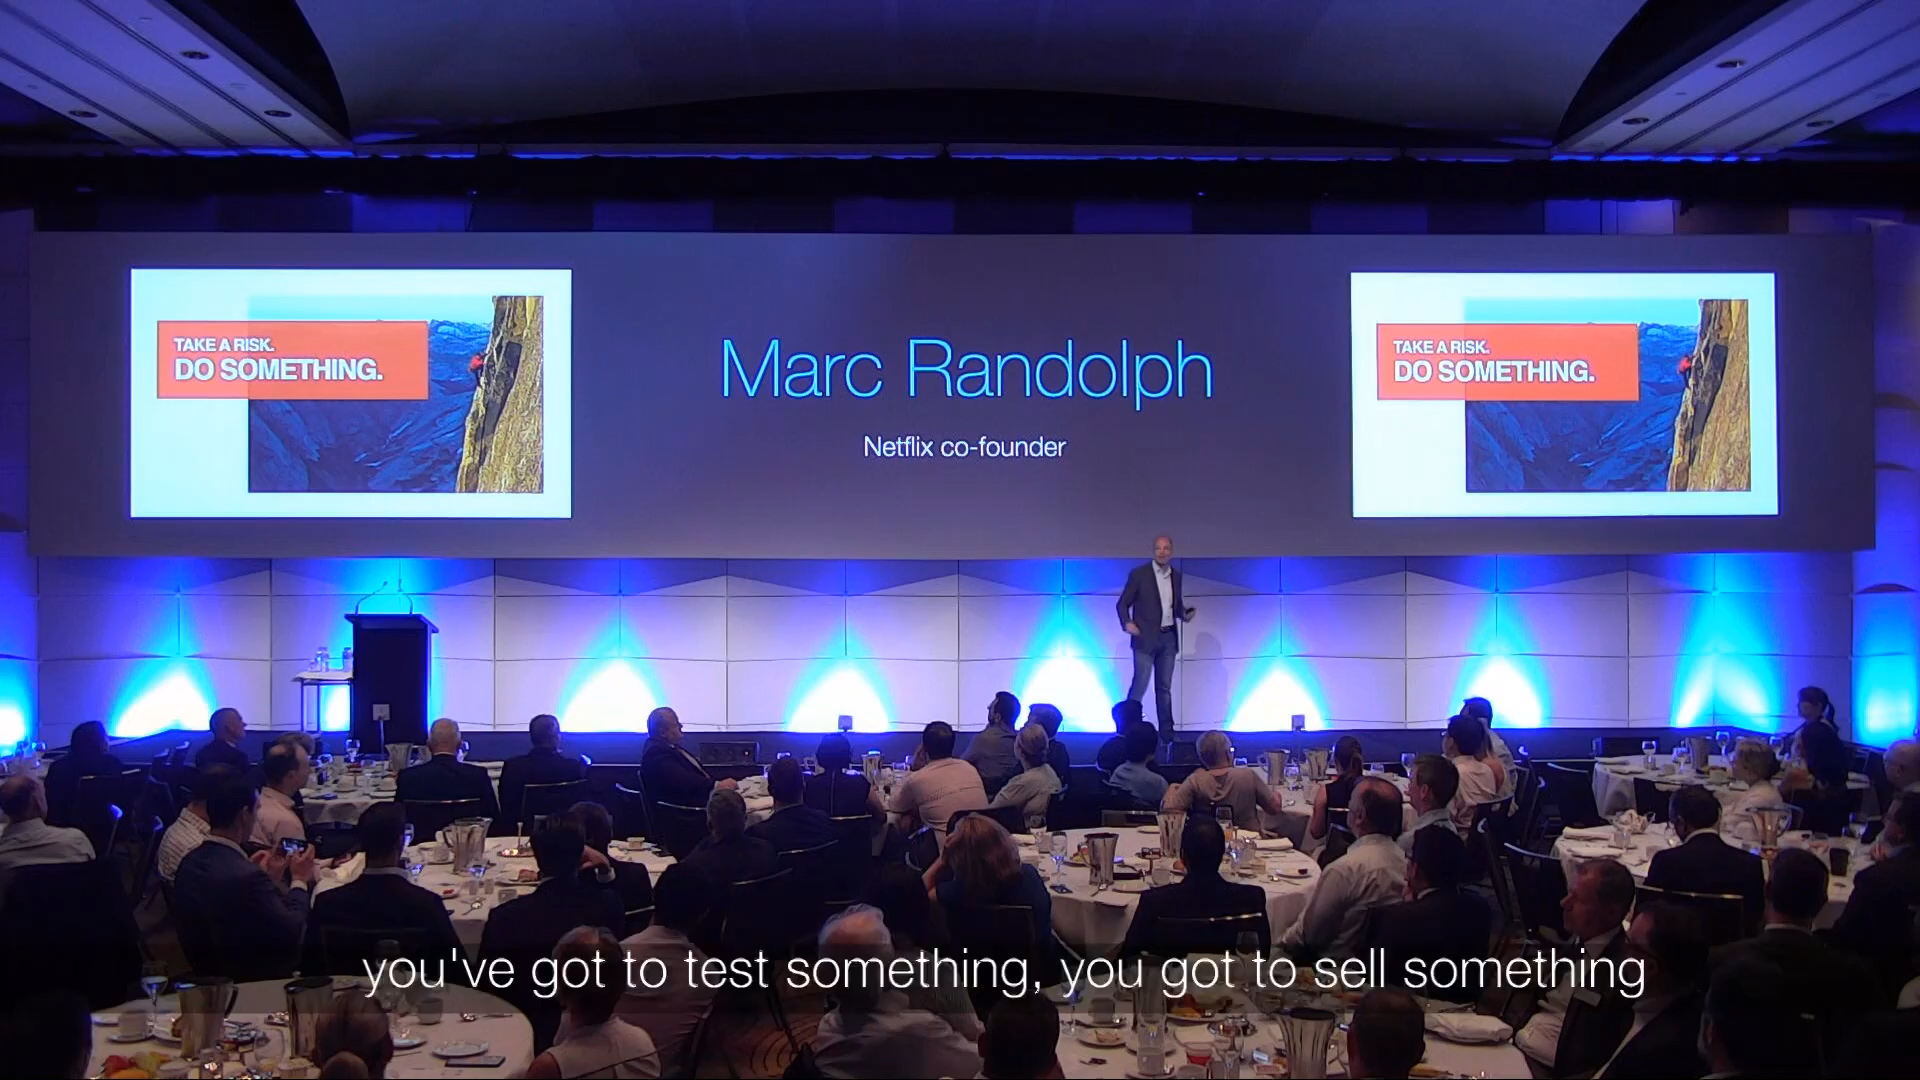 TAKE A RISK.
DO SOMETHING.
Marc Randolph
Netflix co-founder
TAKE A RISK.
DO SOMETHING.
you've got to test something, you got to sell something